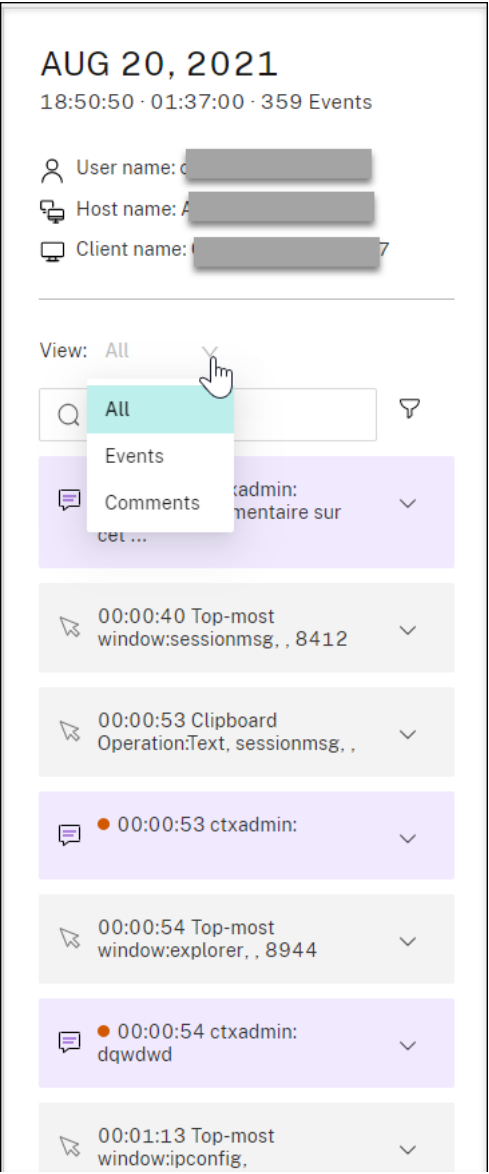 AUG 20, 2021
18:50:50 · 01:37:00 · 359 Events
User name:
Host name:
Client name:
View: All
All
Events
Comments
mentaire sur
cet ...
00:00:40 Top-most
window:sessionmsg, , 8412
00:00:53 Clipboard
Operation:Text, sessionmsg, ,
00:00:53 ctxadmin:
00:00:54 Top-most
window:explorer, , 8944
00:00:54 ctxadmin:
dqwdwd
00:01:13 Top-most
window:ipconfig,